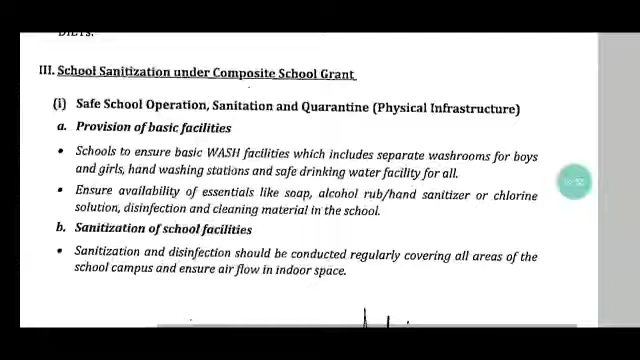 DIETs.
III. School Sanitization under Composite School Grant
(i) Safe School Operation, Sanitation and Quarantine (Physical Infrastructure)
a. Provision of basic facilities
• Schools to ensure basic WASH facilities which includes separate washrooms for boys
and girls, hand washing stations and safe drinking water facility for all.
• Ensure availability of essentials like soap, alcohol rub/hand sanitizer or chlorine
solution, disinfection and cleaning material in the school.
b. Sanitization of school facilities
• Sanitization and disinfection should be conducted regularly covering all areas of the
school campus and ensure air flow in indoor space.